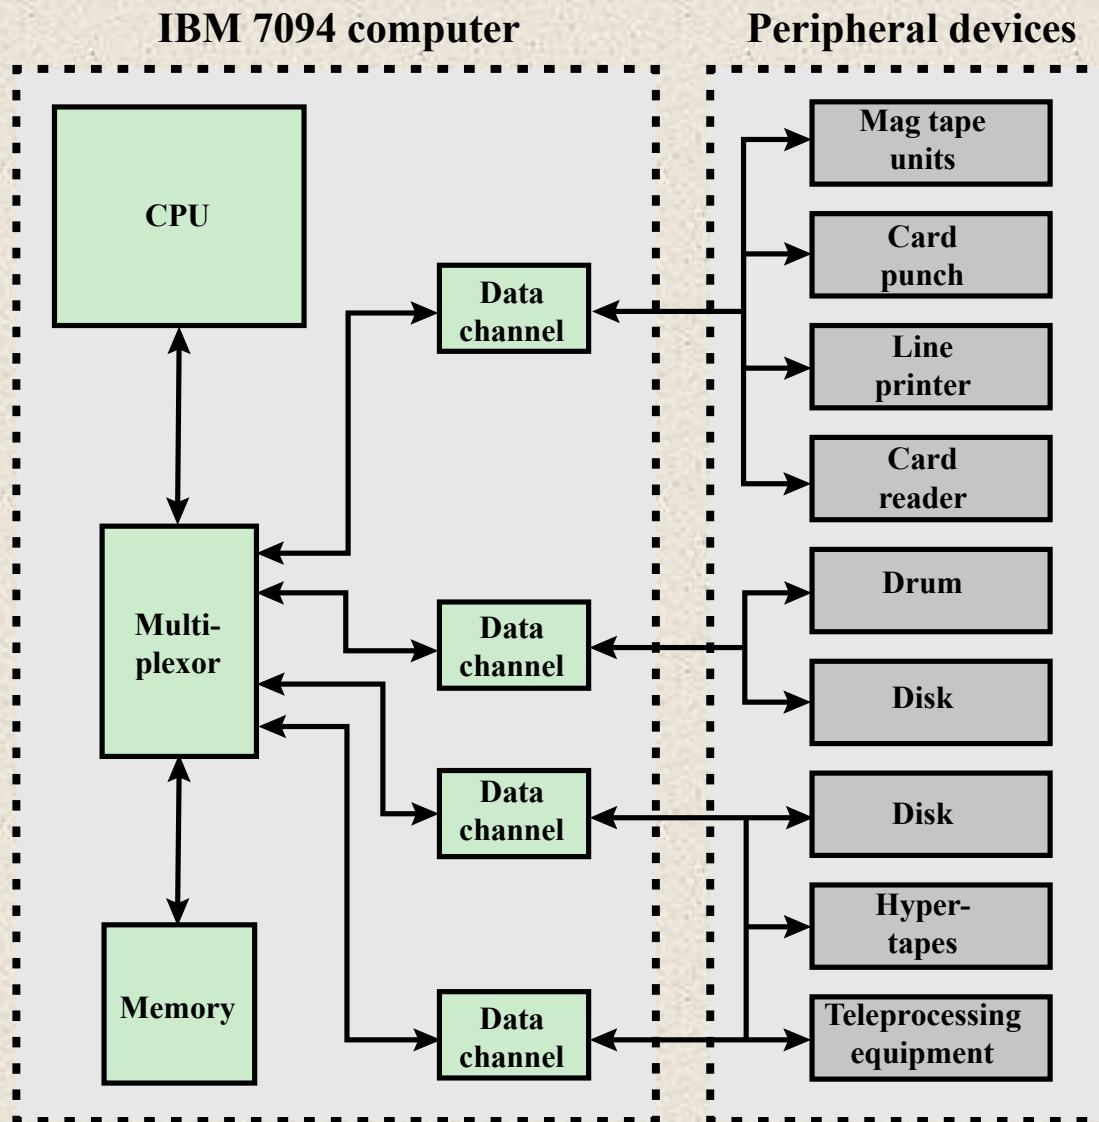 IBM 7094 computer
Peripheral devices
CPU
Multi-
plexor
Memory
Data
channel
Data
channel
Data
channel
Data
channel
Mag tape
units
Card
punch
Line
printer
Card
reader
Drum
Disk
Disk
Hyper-
tapes
Teleprocessing
equipment